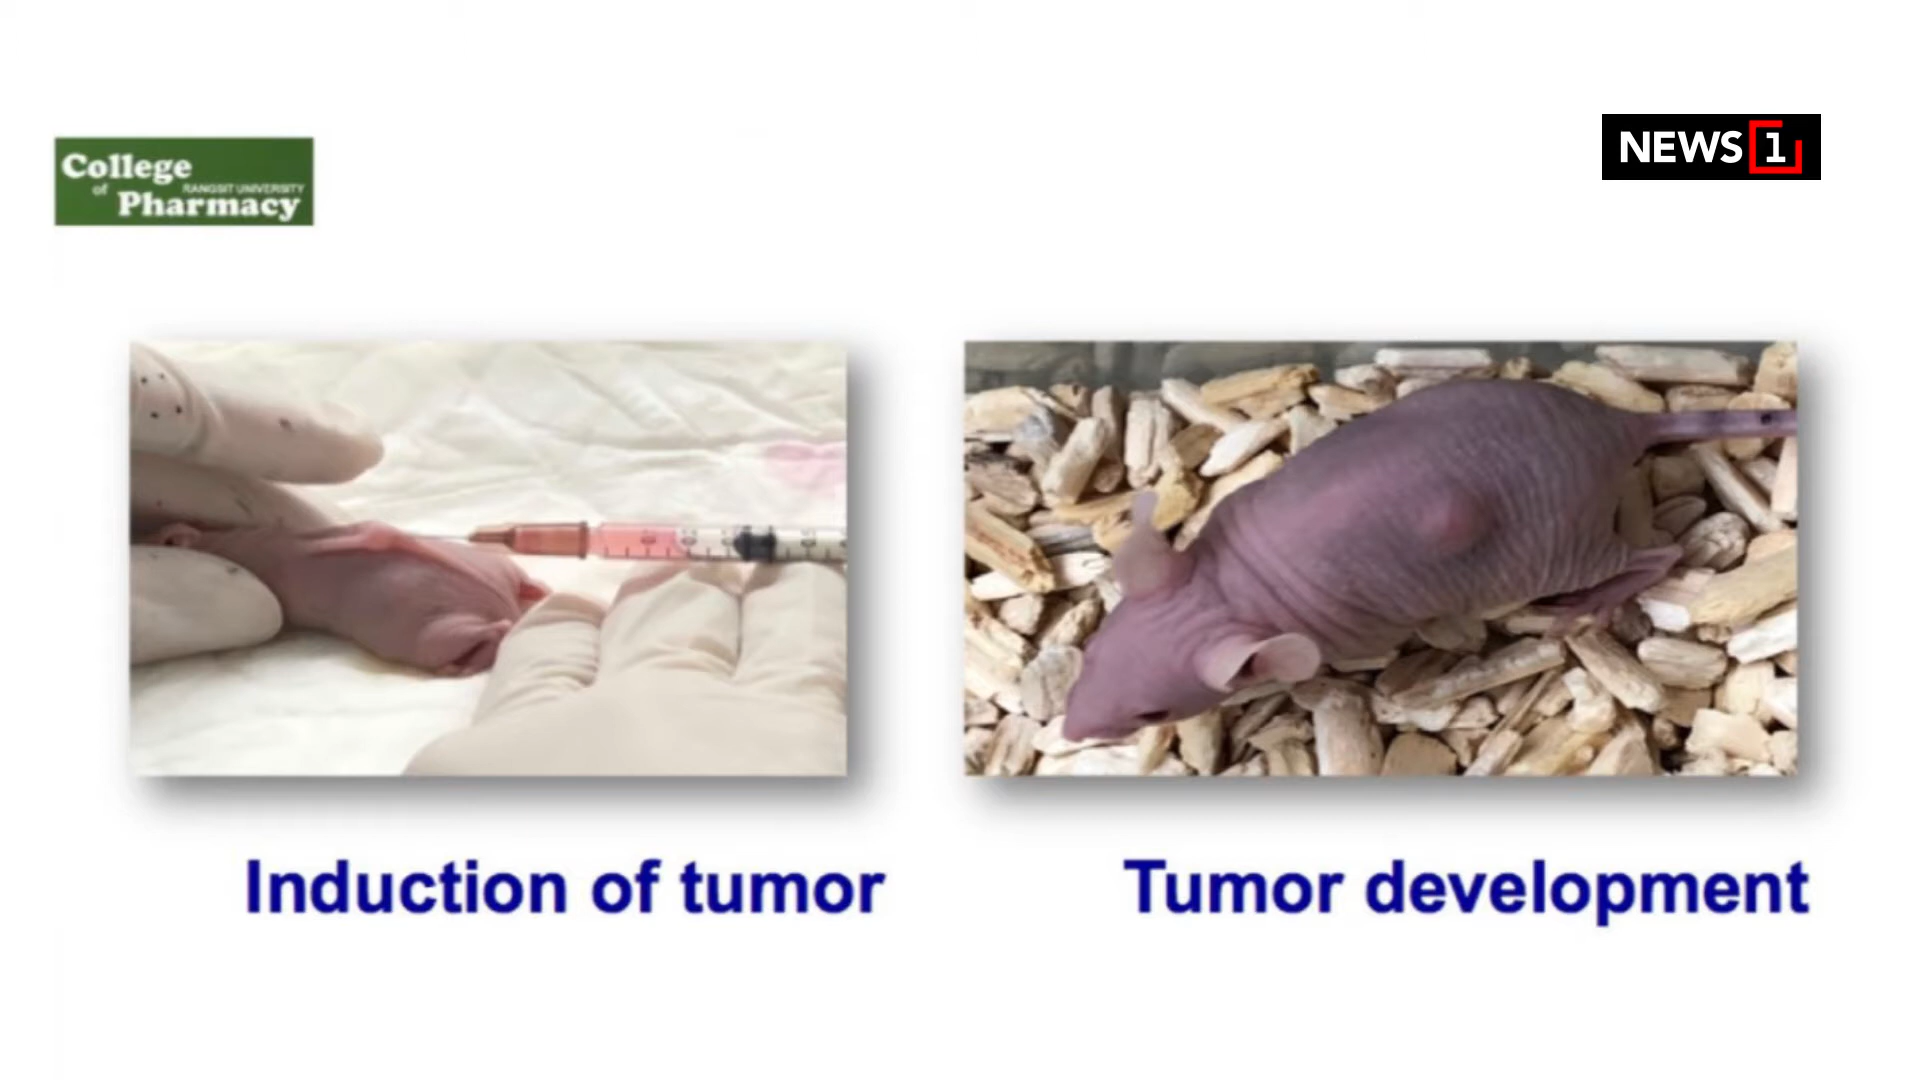 College
of RANGSIT UNIVERSITY
Pharmacy
NEWS 1
Induction of tumor
Tumor development